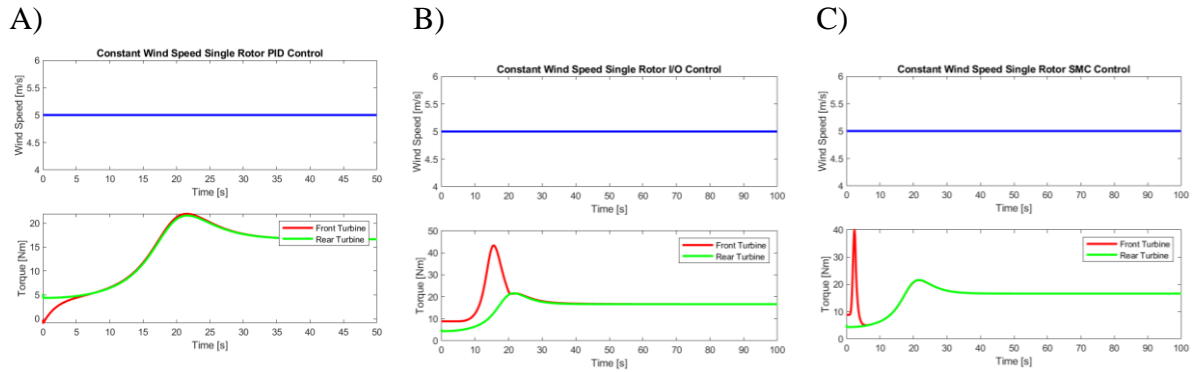 A)
Constant Wind Speed Single Rotor PID Control
Wind Speed [m/s]
6
5.5
5
4.5
4
0 5 10 15 20 25 30 35 40 45 50
Time [s]
Torque [Nm]
20
15
10
5
0
Front Turbine
Rear Turbine
0 5 10 15 20 25 30 35 40 45 50
Time [s]
B)
Constant Wind Speed Single Rotor I/O Control
Wind Speed [m/s]
6
5.5
5
4.5
4
0 10 20 30 40 50 60 70 80 90 100
Time [s]
Torque [Nm]
50
40
30
20
10
0
Front Turbine
Rear Turbine
0 10 20 30 40 50 60 70 80 90 100
Time [s]
C)
Constant Wind Speed Single Rotor SMC Control
Wind Speed [m/s]
6
5.5
5
4.5
4
0 10 20 30 40 50 60 70 80 90 100
Time [s]
Torque [Nm]
40
30
20
10
0
Front Turbine
Rear Turbine
0 10 20 30 40 50 60 70 80 90 100
Time [s]